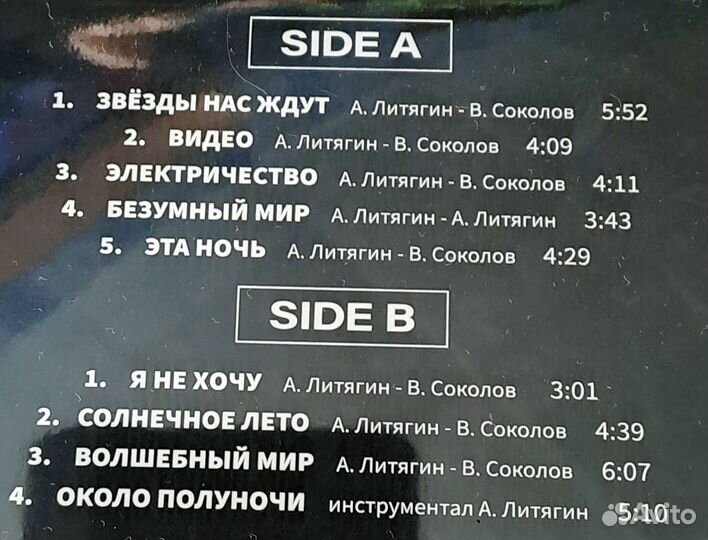 SIDE A
1. ЗВЁЗДЫ НАС ЖДУТ А. Литягин - В. Соколов 5:52
2. ВИДЕО А. Литягин - В. Соколов 4:09
3. ЭЛЕКТРИЧЕСТВО А. Литягин - В. Соколов 4:11
4. БЕЗУМНЫЙ МИР А. Литягин - А. Литягин 3:43
5. ЭТА НОЧЬ А. Литягин - В. Соколов 4:29
SIDE B
1. Я НЕ ХОЧУ А. Литягин - В. Соколов 3:01
2. СОЛНЕЧНОЕ ЛЕТО А. Литягин - В. Соколов 4:39
3. ВОЛШЕБНЫЙ МИР А. Литягин - В. Соколов 6:07
4. ОКОЛО ПОЛУНОЧИ инструментал А. Литягин 5:10
Avito